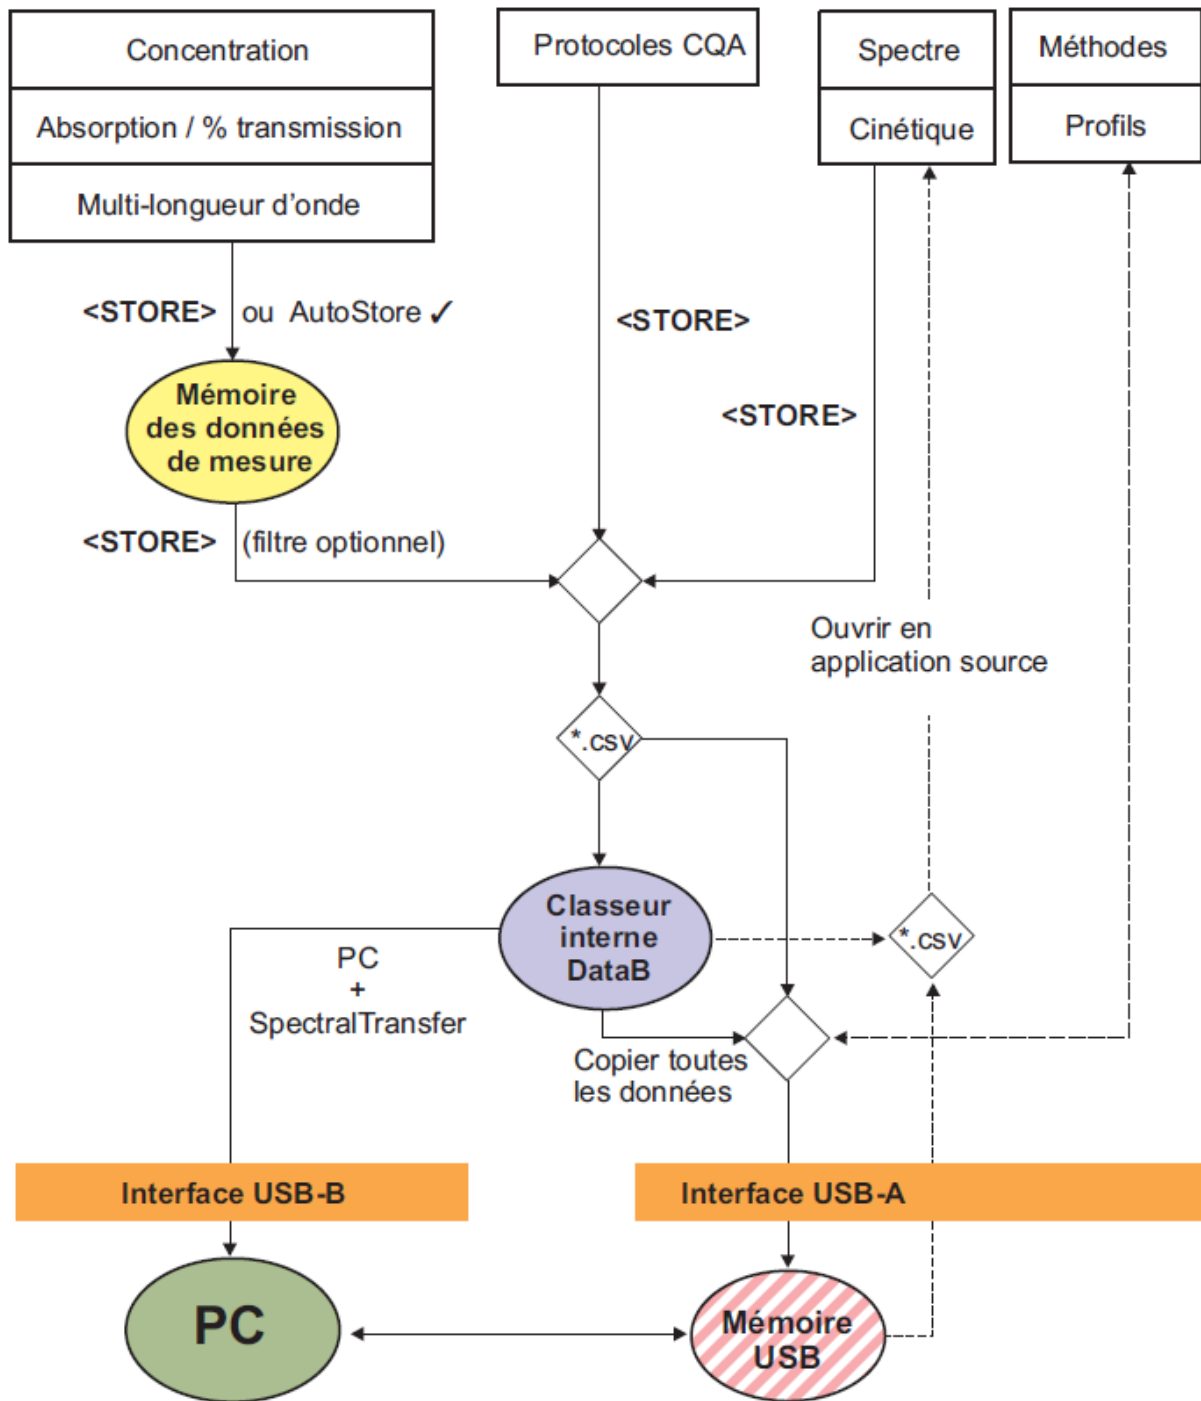 Concentration
Absorption / % transmission
Multi-longueur d'onde
Protocoles CQA
Spectre
Cinétique
Méthodes
Profils
<STORE> ou AutoStore ✓
<STORE>
<STORE>
Mémoire
des données
de mesure
<STORE> (filtre optionnel)
Ouvrir en
application source
*.csv
Classeur
interne
DataB
*.csv
PC
+
SpectralTransfer
Copier toutes
les données
Interface USB-B
Interface USB-A
PC
Mémoire
USB